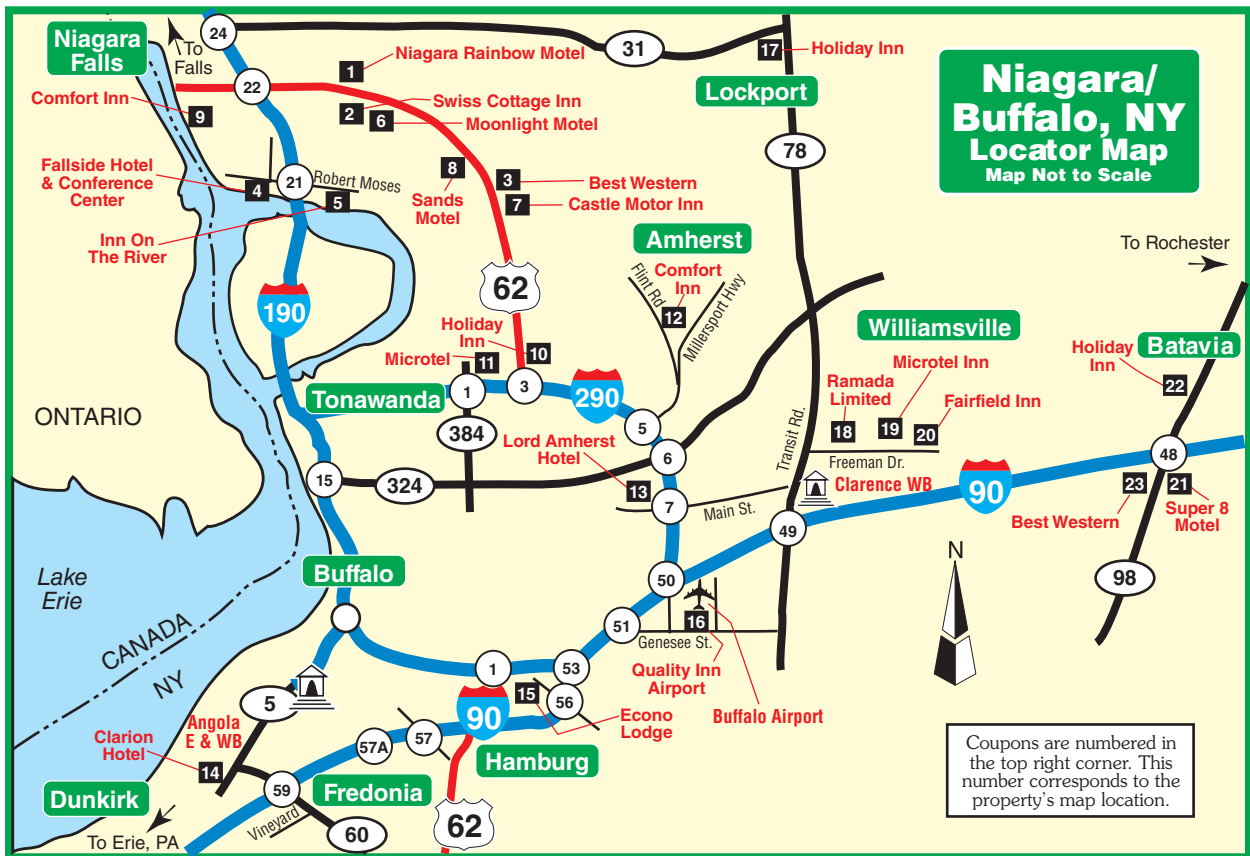 Niagara/
Buffalo, NY
Locator Map
Map Not to Scale
Niagara
Falls
To
Falls
24
31
17
Holiday Inn
Lockport
1
Niagara Rainbow Motel
22
Comfort Inn
9
2
Swiss Cottage Inn
6
Moonlight Motel
78
Fallside Hotel
& Conference
Center
4
21
Robert Moses
5
8
Sands
Motel
3
Best Western
7
Castle Motor Inn
Inn On
The River
Amherst
To Rochester
62
Flint Rd.
Comfort
Inn
12
Millersport Hwy
190
Holiday
Inn
10
Microtel
11
Williamsville
Holiday
Inn
Batavia
22
Microtel Inn
Ramada
Limited
18
19
20
Fairfield Inn
ONTARIO
Tonawanda
1
3
290
5
384
Lord Amherst
Hotel
6
Transit Rd.
Freeman Dr.
48
15
324
13
7
Main St.
Clarence WB
90
23
21
Best Western
Super 8
Motel
49
Lake
Erie
Buffalo
50
98
N
16
51
Genesee St.
CANADA
NY
Quality Inn
Airport
Buffalo Airport
1
53
5
Angola
E & WB
90
15
56
Econo
Lodge
Clarion
Hotel
14
57A
57
Hamburg
Dunkirk
59
Fredonia
Vineyard
60
62
To Erie, PA
Coupons are numbered in
the top right corner. This
number corresponds to the
property's map location.